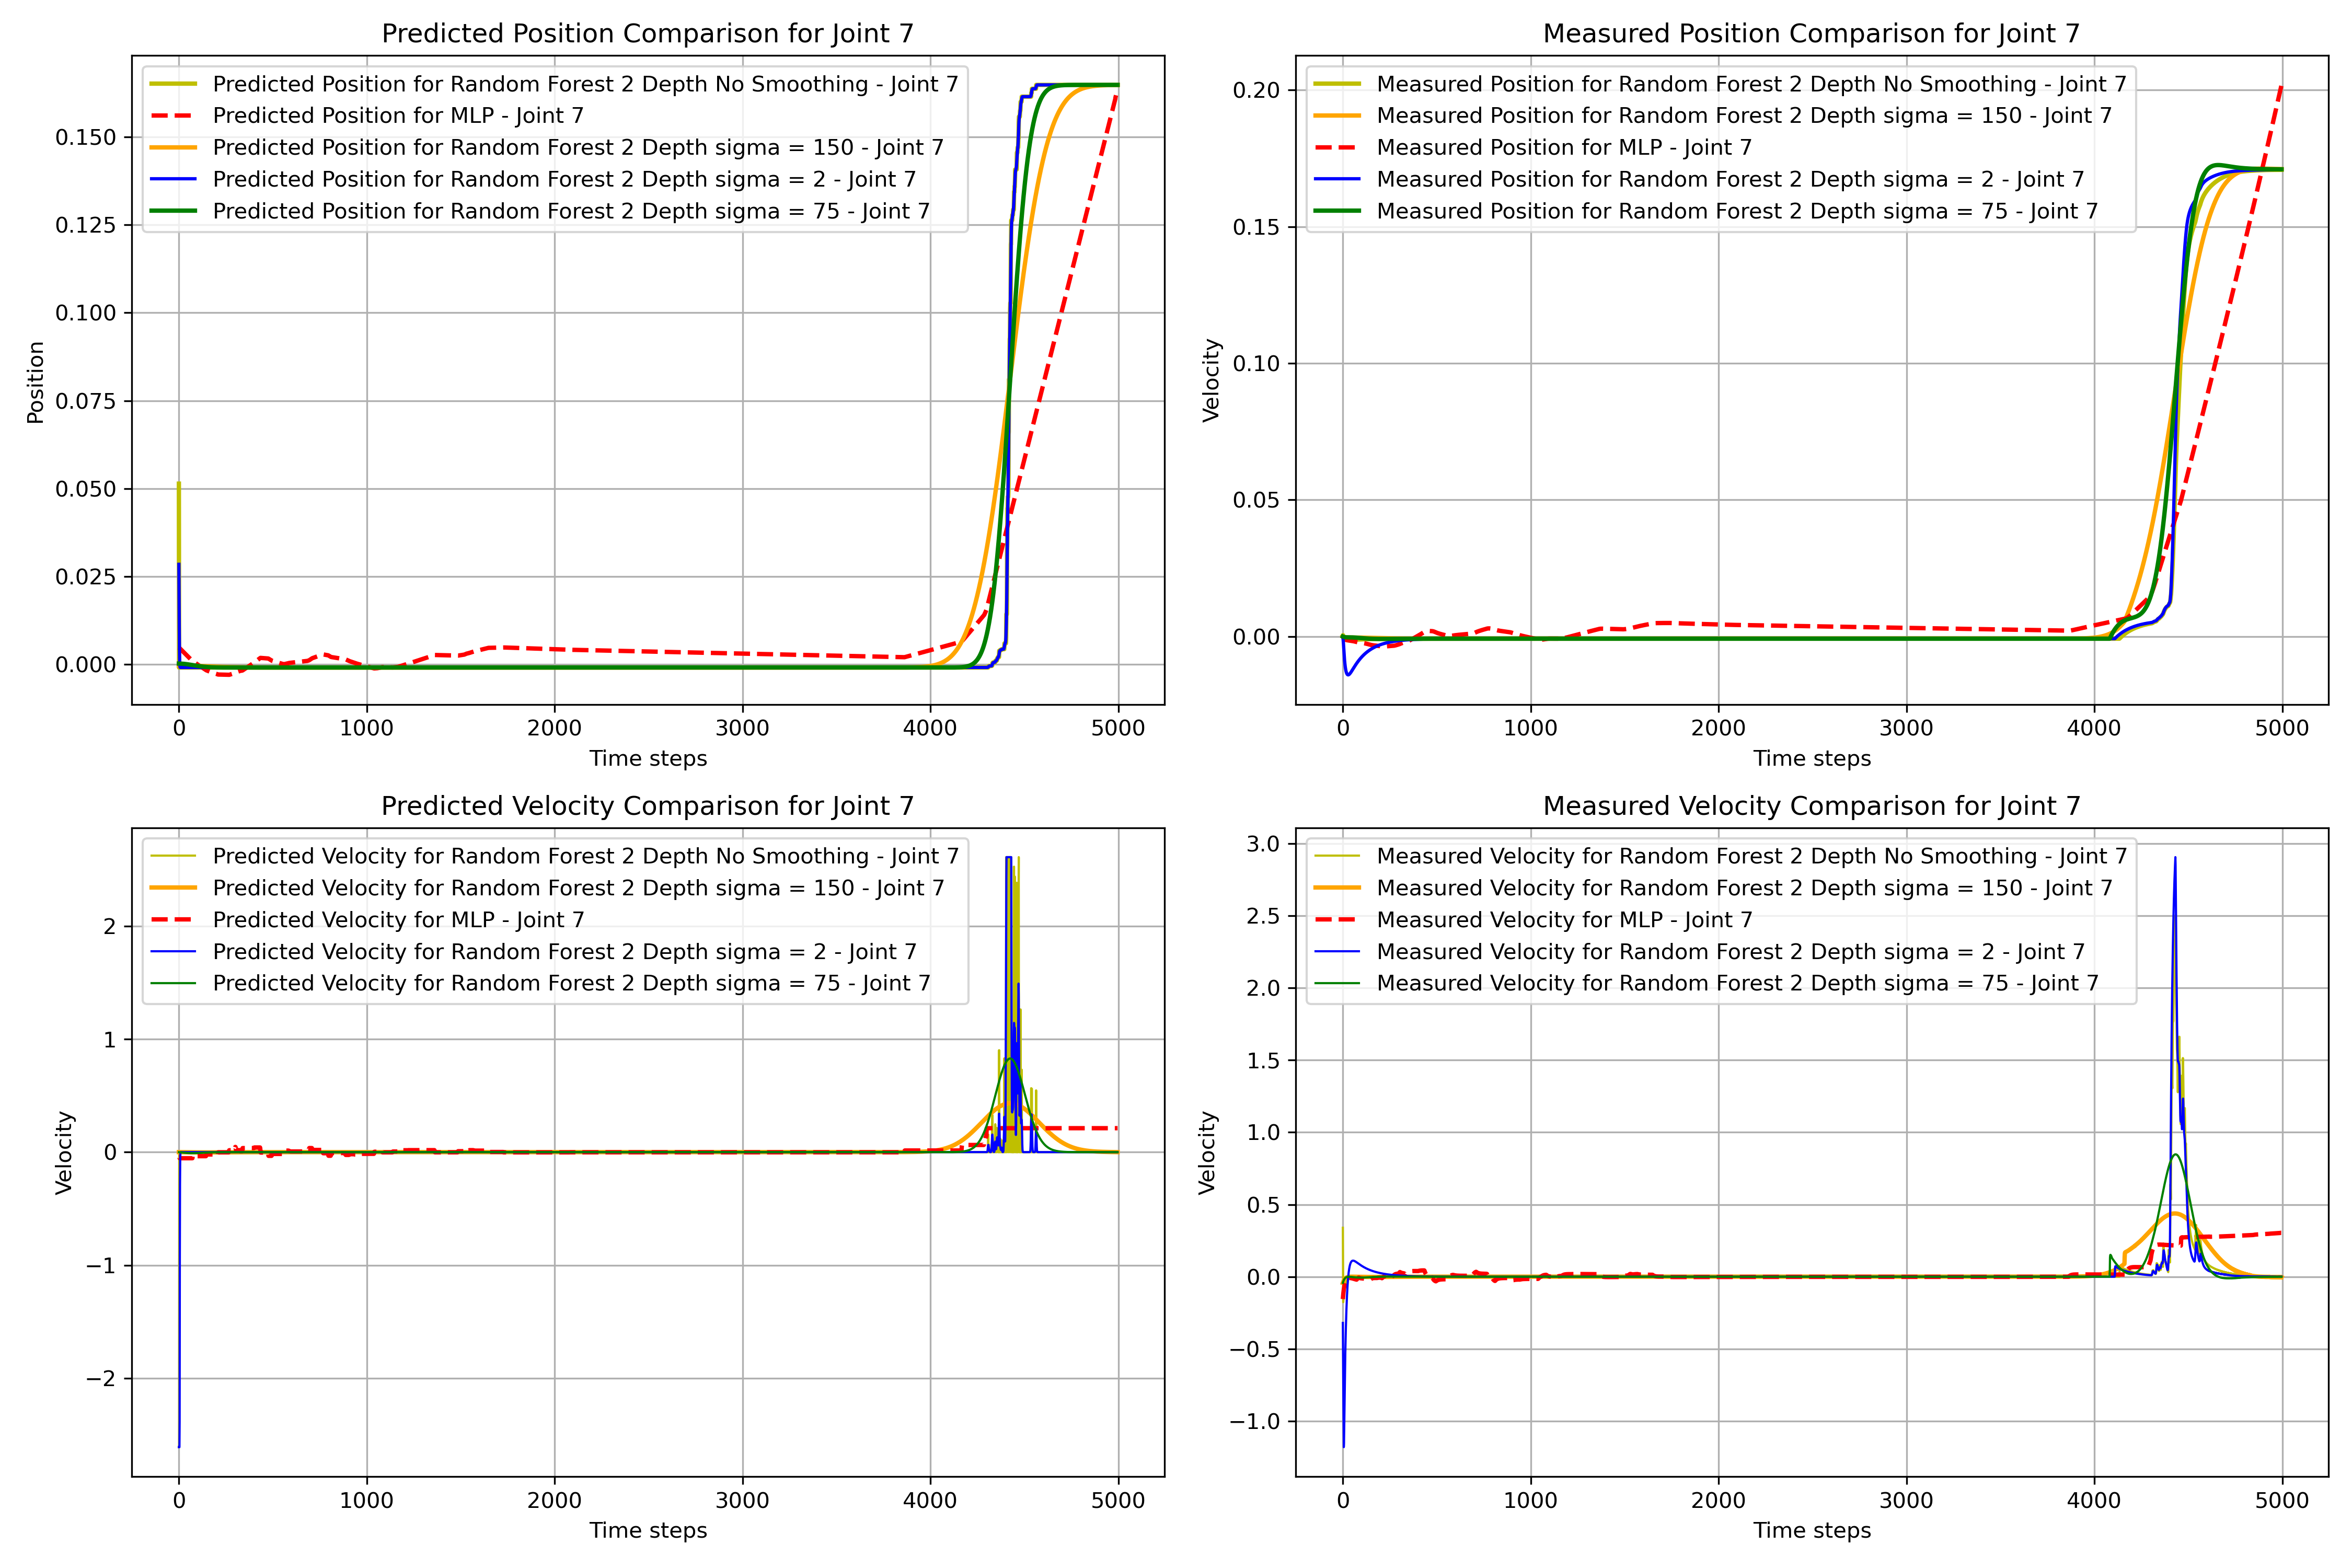 Predicted Position Comparison for Joint 7
Predicted Position for Random Forest 2 Depth No Smoothing - Joint 7
Predicted Position for MLP - Joint 7
Predicted Position for Random Forest 2 Depth sigma = 150 - Joint 7
Predicted Position for Random Forest 2 Depth sigma = 2 - Joint 7
Predicted Position for Random Forest 2 Depth sigma = 75 - Joint 7
0.150
0.125
0.100
0.075
0.050
0.025
0.000
Position
0 1000 2000 3000 4000 5000
Time steps
Measured Position Comparison for Joint 7
Measured Position for Random Forest 2 Depth No Smoothing - Joint 7
Measured Position for Random Forest 2 Depth sigma = 150 - Joint 7
Measured Position for MLP - Joint 7
Measured Position for Random Forest 2 Depth sigma = 2 - Joint 7
Measured Position for Random Forest 2 Depth sigma = 75 - Joint 7
0.20
0.15
0.10
0.05
0.00
Velocity
0 1000 2000 3000 4000 5000
Time steps
Predicted Velocity Comparison for Joint 7
Predicted Velocity for Random Forest 2 Depth No Smoothing - Joint 7
Predicted Velocity for Random Forest 2 Depth sigma = 150 - Joint 7
Predicted Velocity for MLP - Joint 7
Predicted Velocity for Random Forest 2 Depth sigma = 2 - Joint 7
Predicted Velocity for Random Forest 2 Depth sigma = 75 - Joint 7
2
1
0
−1
−2
Velocity
0 1000 2000 3000 4000 5000
Time steps
Measured Velocity Comparison for Joint 7
Measured Velocity for Random Forest 2 Depth No Smoothing - Joint 7
Measured Velocity for Random Forest 2 Depth sigma = 150 - Joint 7
Measured Velocity for MLP - Joint 7
Measured Velocity for Random Forest 2 Depth sigma = 2 - Joint 7
Measured Velocity for Random Forest 2 Depth sigma = 75 - Joint 7
3.0
2.5
2.0
1.5
1.0
0.5
0.0
−0.5
−1.0
Velocity
0 1000 2000 3000 4000 5000
Time steps